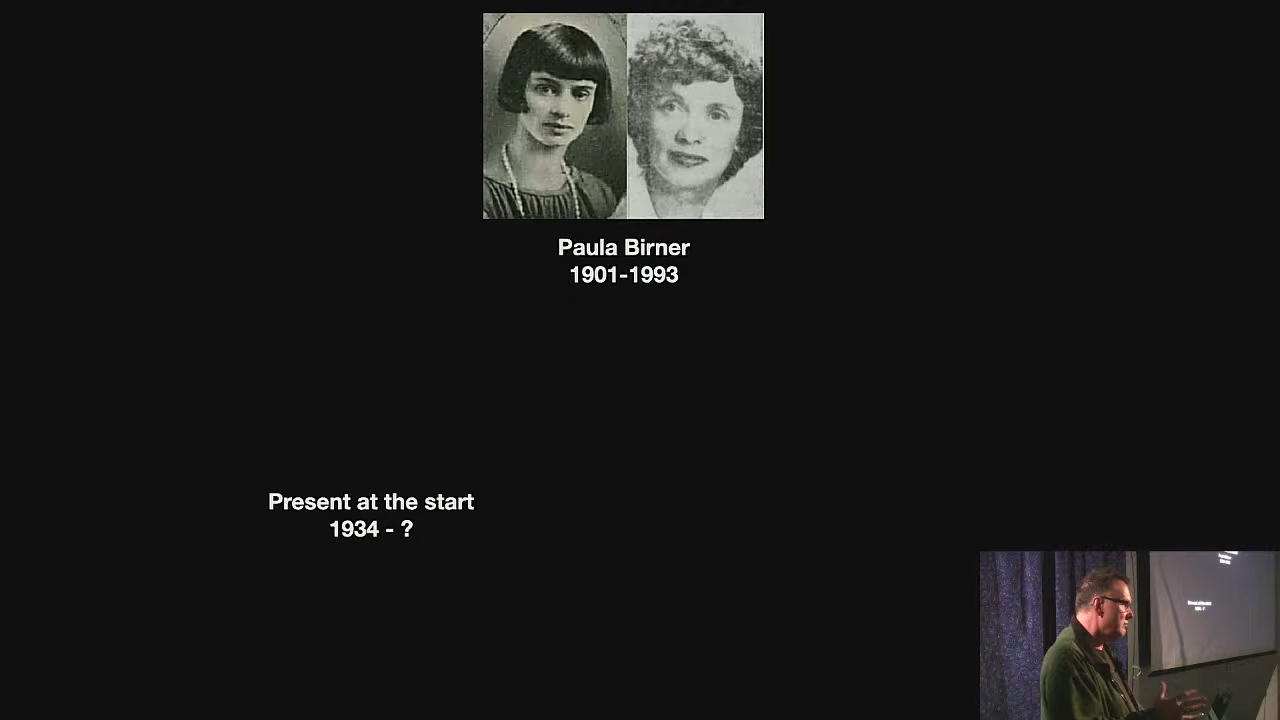 Paula Birner
1901-1993
Present at the start
1934 - ?